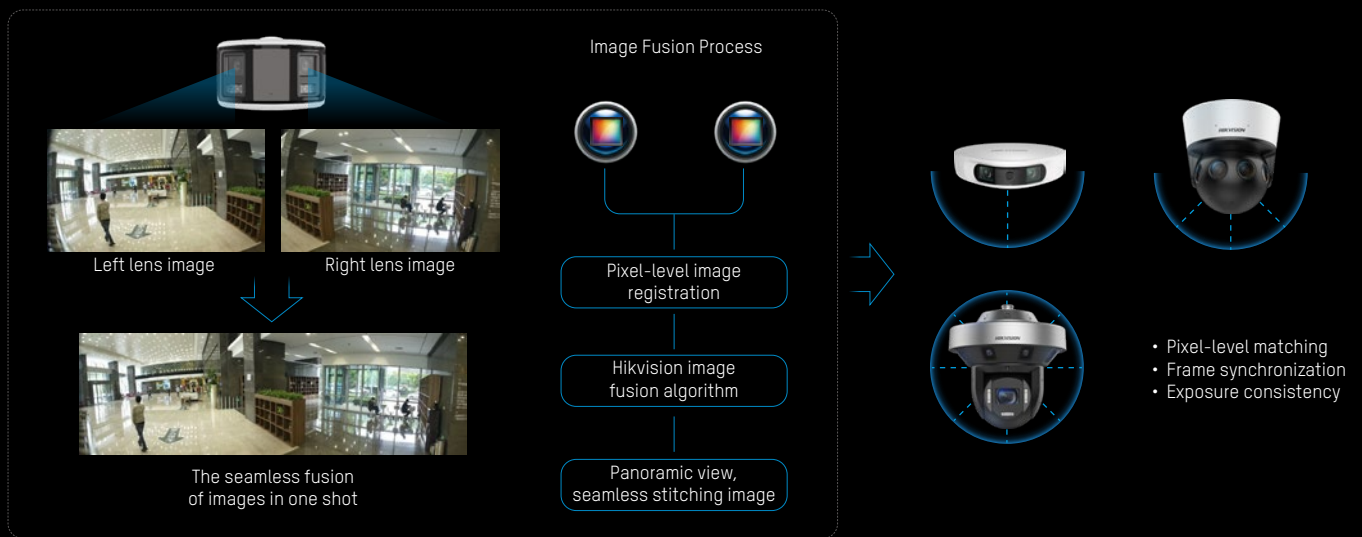 Image Fusion Process
Left lens image
Right lens image
The seamless fusion
of images in one shot
Pixel-level image
registration
Hikvision image
fusion algorithm
Panoramic view,
seamless stitching image
HIKVISION
HIKVISION
HIKVISION
• Pixel-level matching
• Frame synchronization
• Exposure consistency